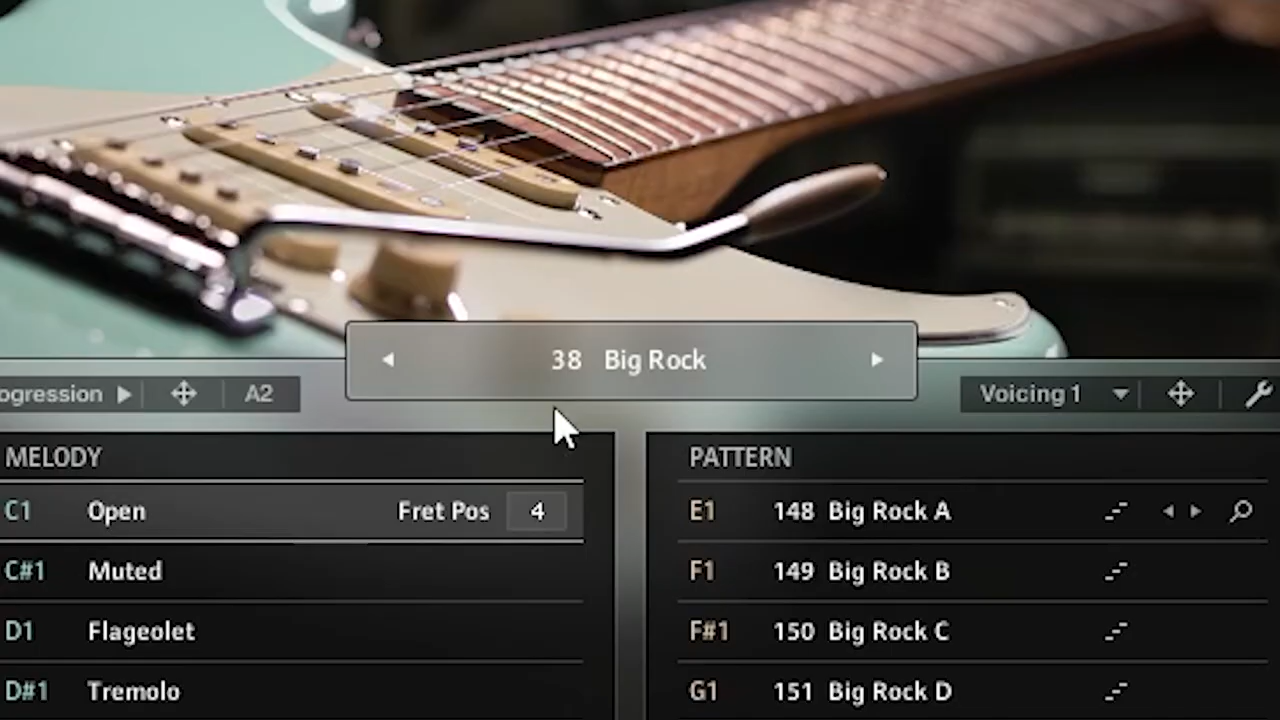 38 Big Rock
ogression A2
Voicing 1
MELODY
C1 Open Fret Pos 4
C#1 Muted
D1 Flageolet
D#1 Tremolo
PATTERN
E1 148 Big Rock A
F1 149 Big Rock B
F#1 150 Big Rock C
G1 151 Big Rock D